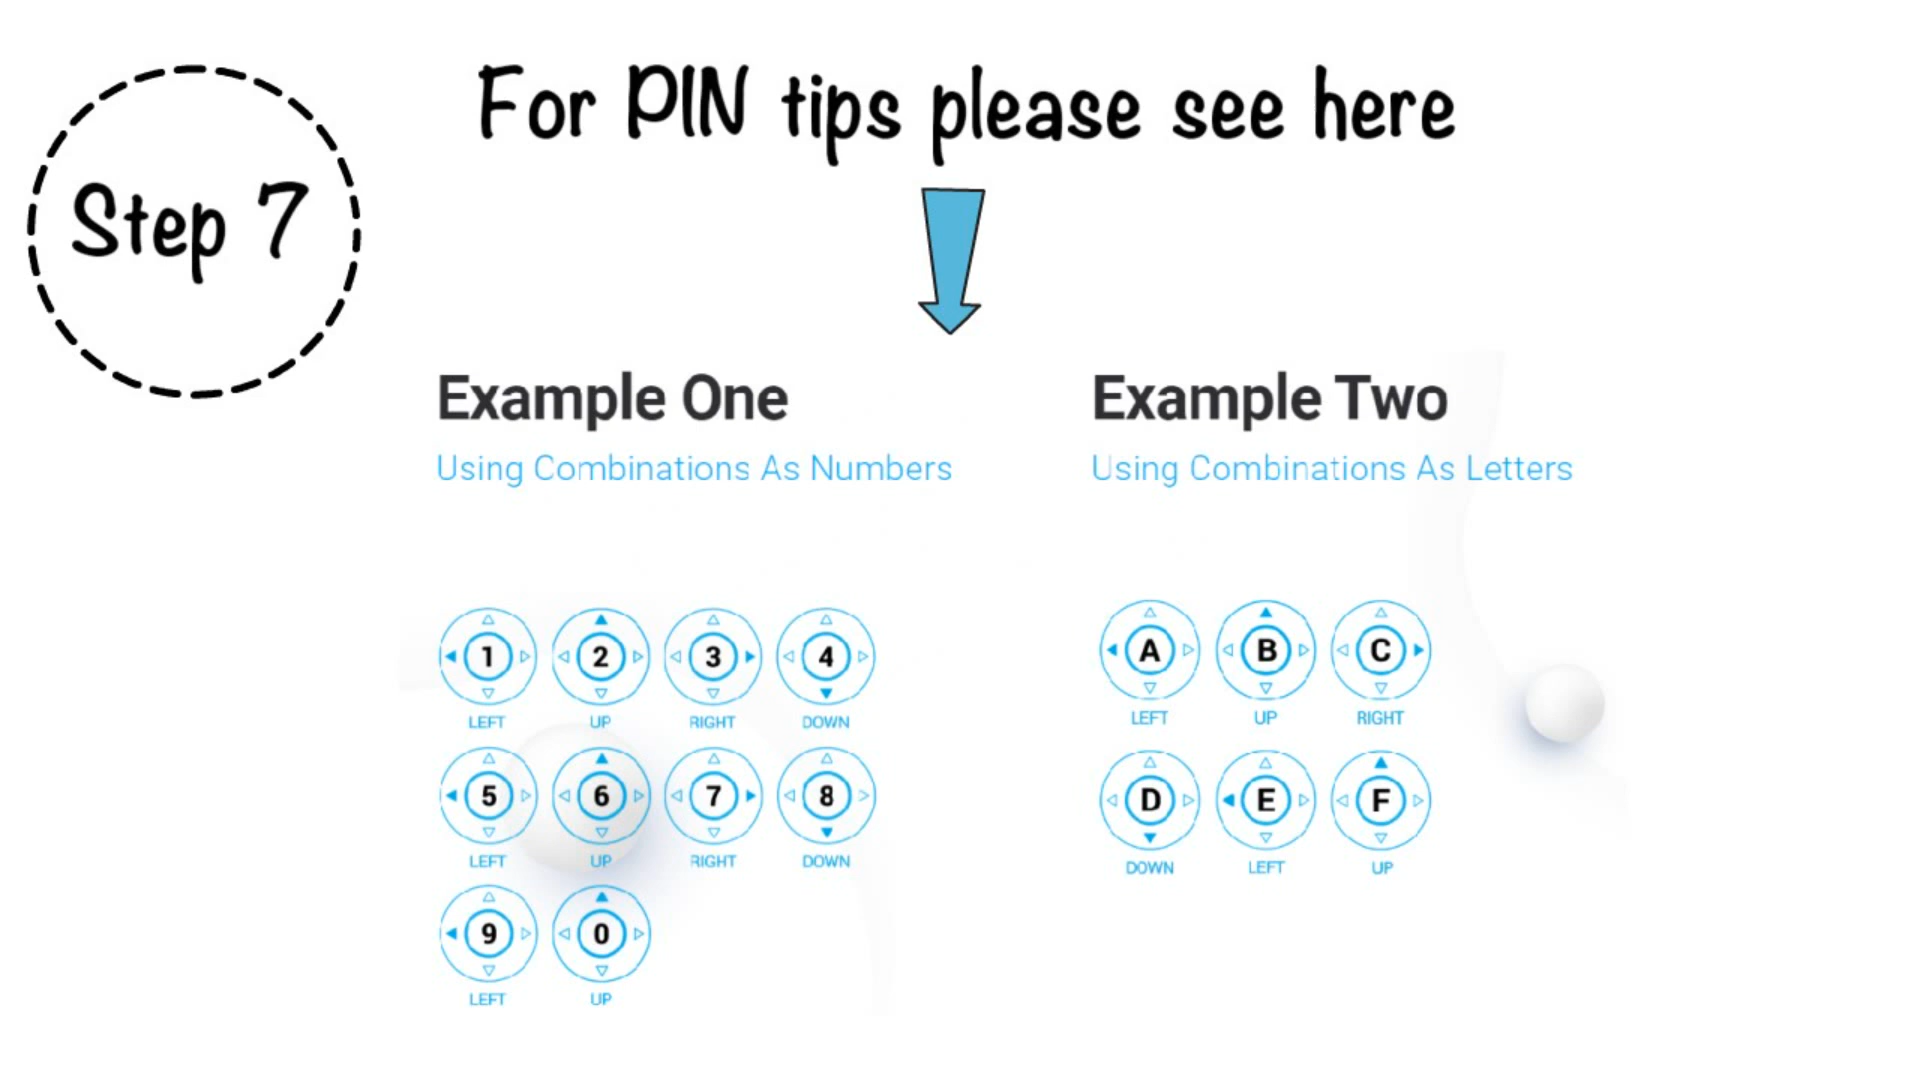 Step 7
For PIN tips please see here
Example One
Using Combinations As Numbers
1 2 3 4
LEFT UP RIGHT DOWN
5 6 7 8
LEFT UP RIGHT DOWN
9 0
LEFT UP
Example Two
Using Combinations As Letters
A B C
LEFT UP RIGHT
D E F
DOWN LEFT UP